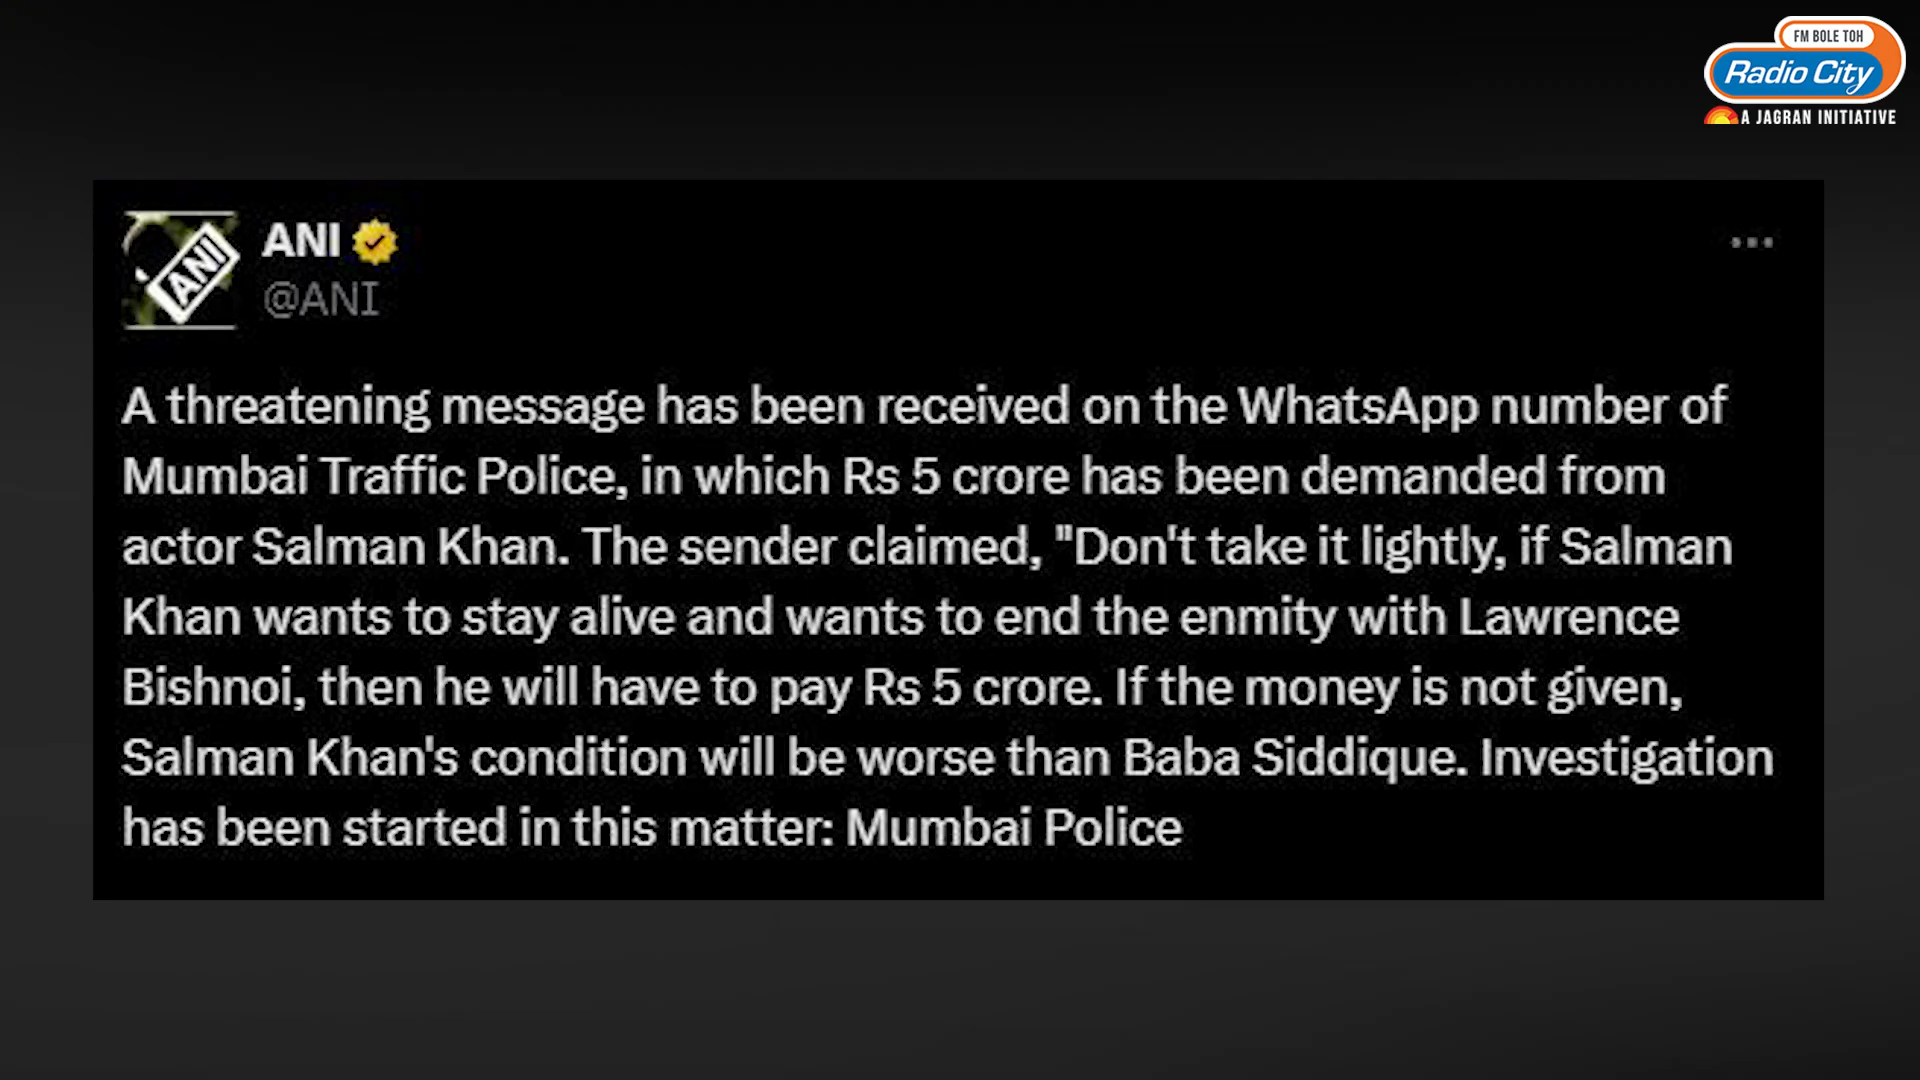 FM BOLE TOH
Radio City
A JAGRAN INITIATIVE
ANI
ANI
@ANI
A threatening message has been received on the WhatsApp number of
Mumbai Traffic Police, in which Rs 5 crore has been demanded from
actor Salman Khan. The sender claimed, "Don't take it lightly, if Salman
Khan wants to stay alive and wants to end the enmity with Lawrence
Bishnoi, then he will have to pay Rs 5 crore. If the money is not given,
Salman Khan's condition will be worse than Baba Siddique. Investigation
has been started in this matter: Mumbai Police